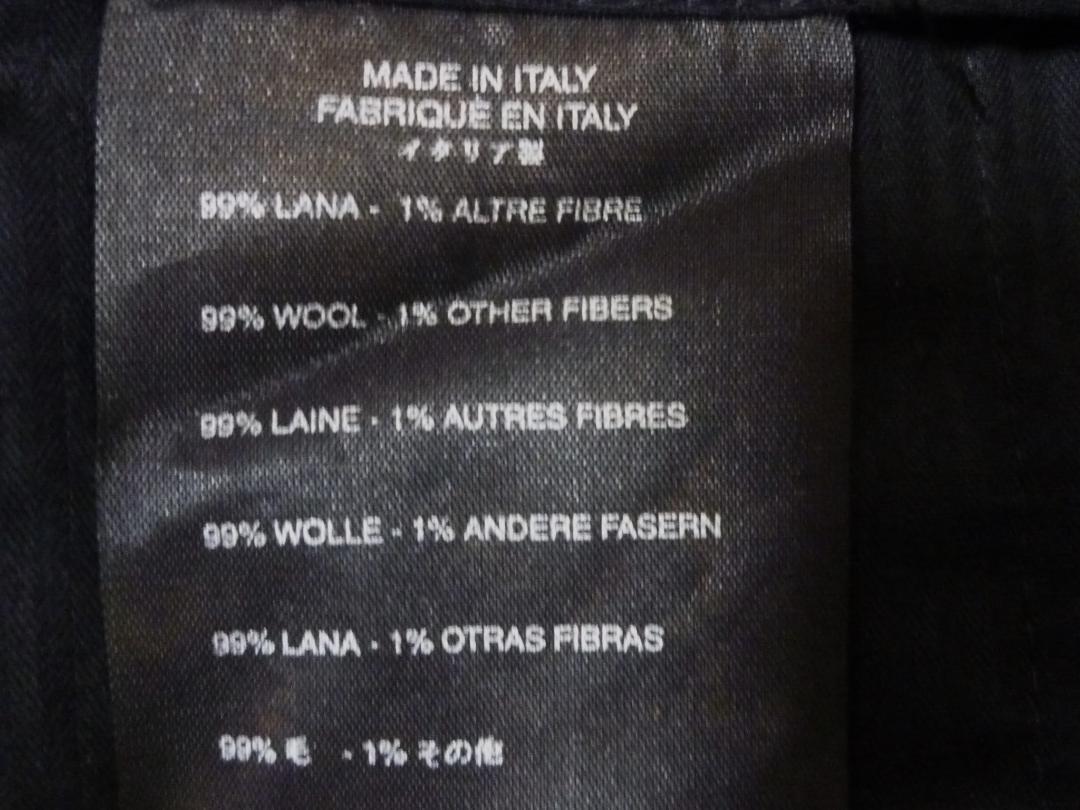 MADE IN ITALY
FABRIQUÈ EN ITALY
イタリア製
99% LANA - 1% ALTRE FIBRE
99% WOOL - 1% OTHER FIBERS
99% LAINE - 1% AUTRES FIBRES
99% WOLLE - 1% ANDERE FASERN
99% LANA - 1% OTRAS FIBRAS
99% 毛 - 1% その他